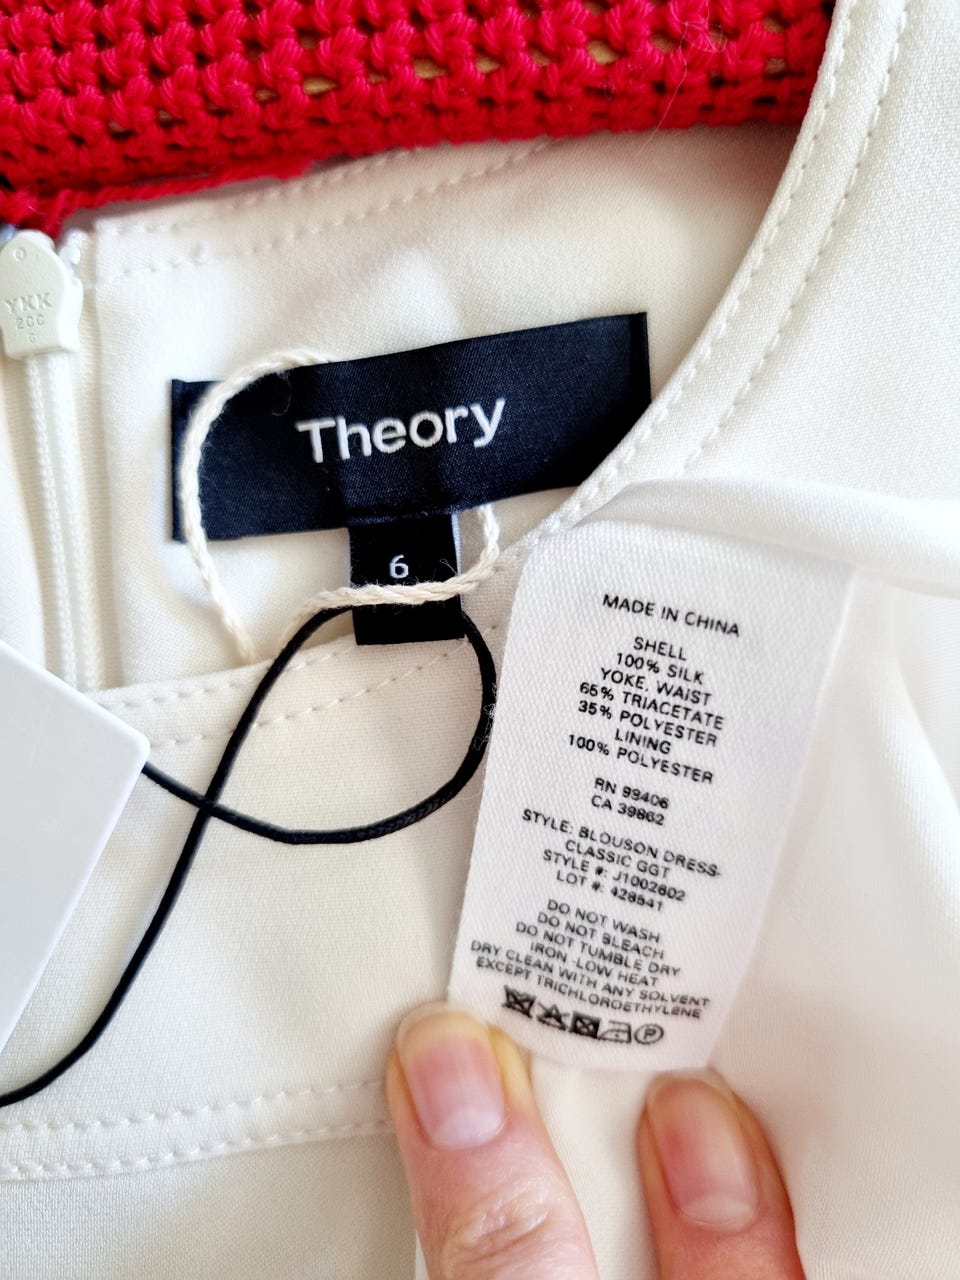 YKK
2CC
6
Theory
6
MADE IN CHINA
SHELL
100% SILK
YOKE, WAIST
65% TRIACETATE
35% POLYESTER
LINING
100% POLYESTER
RN 99406
CA 39862
STYLE: BLOUSON DRESS-
CLASSIC GGT
STYLE #: J1002602
LOT #: 428541
DO NOT WASH
DO NOT BLEACH
DO NOT TUMBLE DRY
IRON -LOW HEAT
DRY CLEAN WITH ANY SOLVENT
EXCEPT TRICHLOROETHYLENE
P